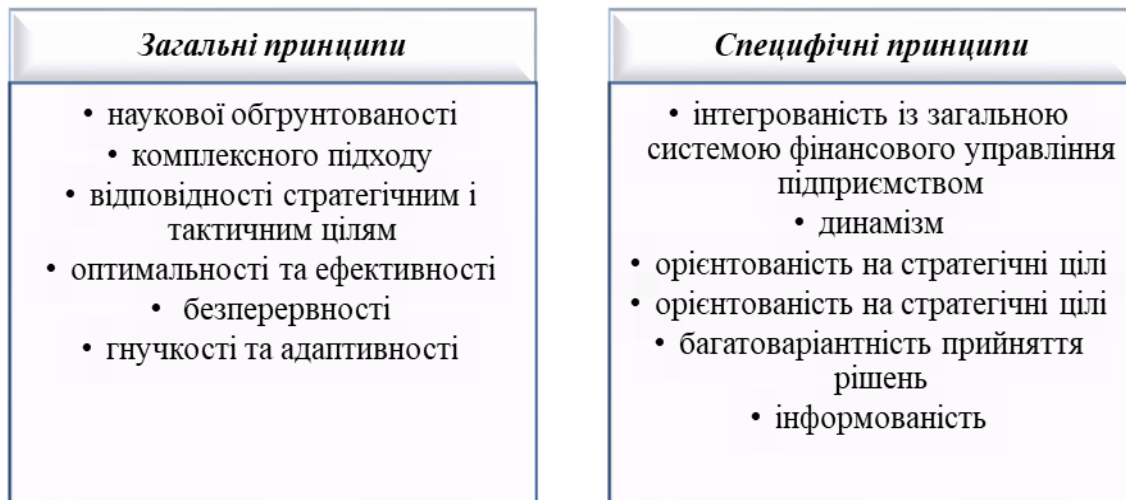 Загальні принципи
• наукової обгрунтованості
• комплексного підходу
• відповідності стратегічним і
тактичним цілям
• оптимальності та ефективності
• безперервності
• гнучкості та адаптивності
Специфічні принципи
• інтегрованість із загальною
системою фінансового управління
підприємством
• динамізм
• орієнтованість на стратегічні цілі
• орієнтованість на стратегічні цілі
• багатоваріантність прийняття
рішень
• інформованість